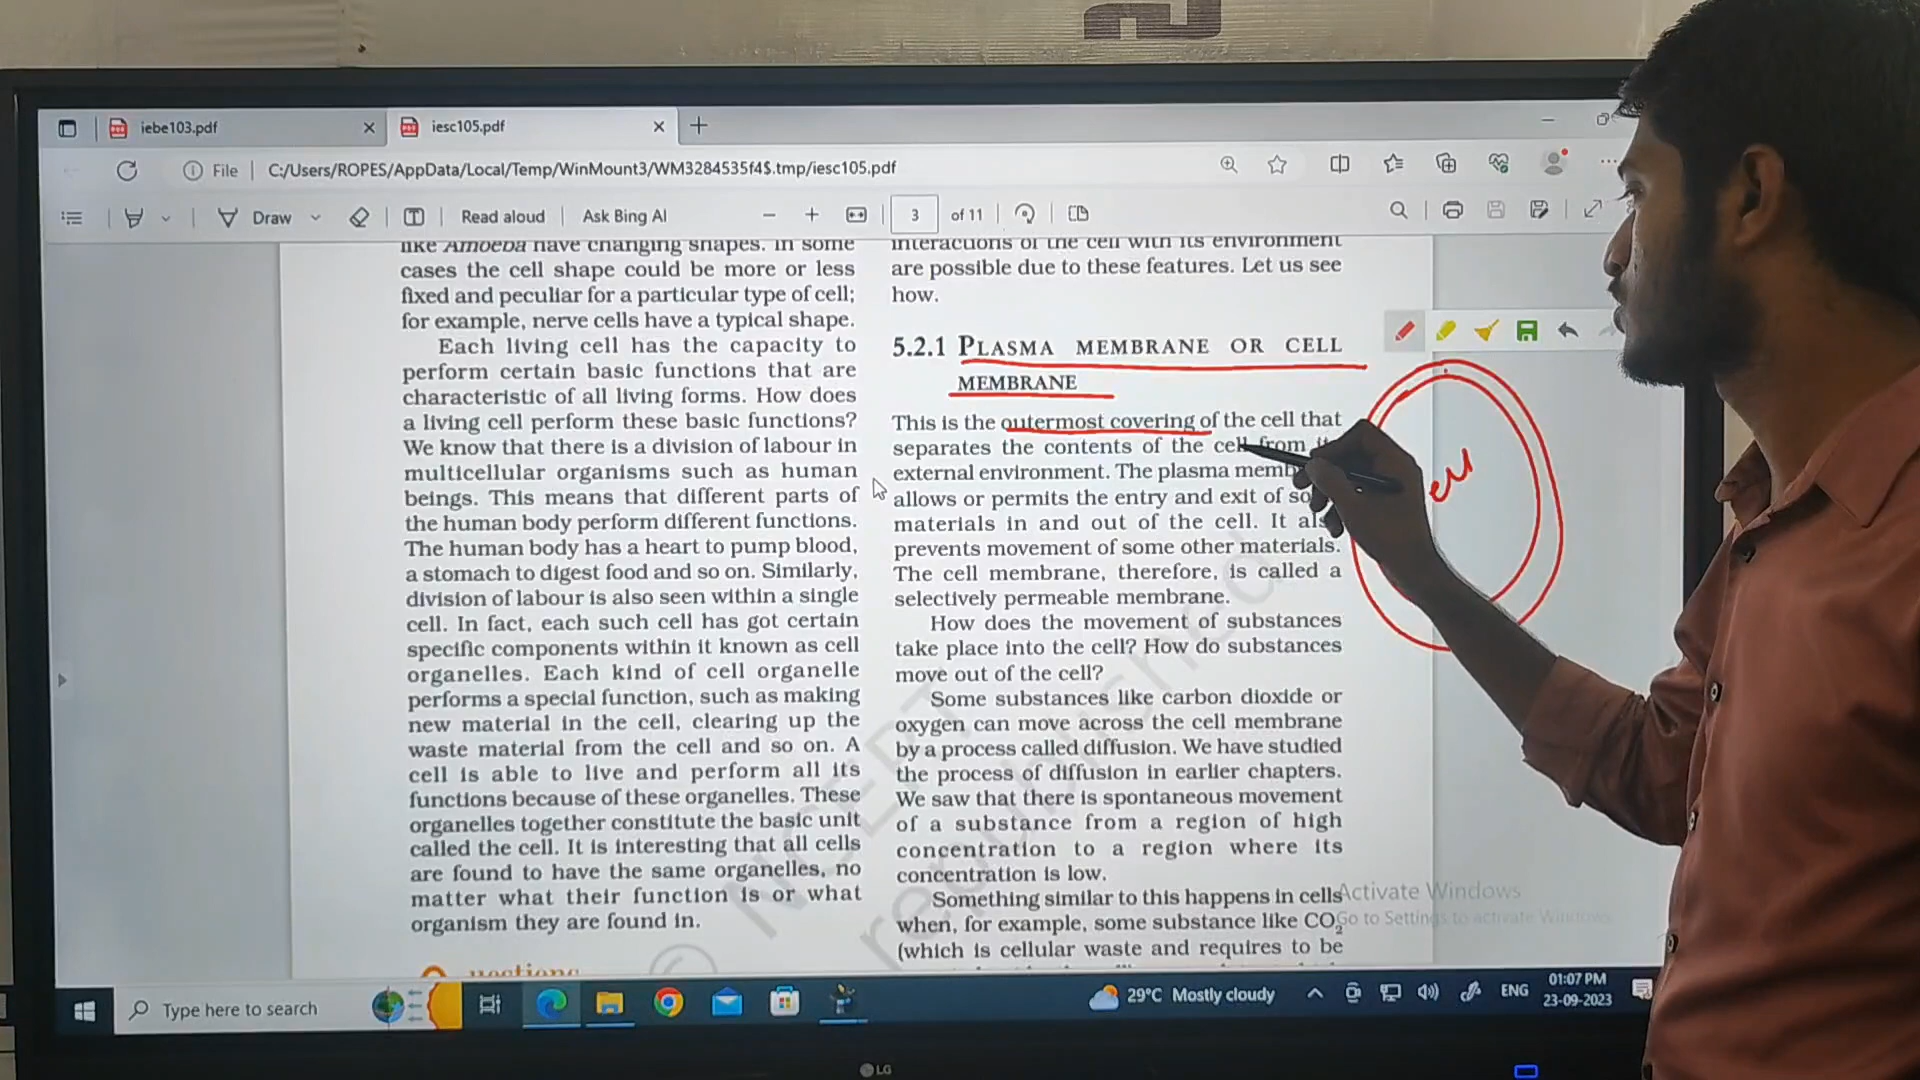 iebe103.pdf
iesc105.pdf
File C:/Users/ROPES/AppData/Local/Temp/WinMount3/WM3284535f4$.tmp/iesc105.pdf
Draw Read aloud Ask Bing AI 3 of 11
like Amoeba have changing shapes. In some
cases the cell shape could be more or less
fixed and peculiar for a particular type of cell;
for example, nerve cells have a typical shape.
Each living cell has the capacity to
perform certain basic functions that are
characteristic of all living forms. How does
a living cell perform these basic functions?
We know that there is a division of labour in
multicellular organisms such as human
beings. This means that different parts of
the human body perform different functions.
The human body has a heart to pump blood,
a stomach to digest food and so on. Similarly,
division of labour is also seen within a single
cell. In fact, each such cell has got certain
specific components within it known as cell
organelles. Each kind of cell organelle
performs a special function, such as making
new material in the cell, clearing up the
waste material from the cell and so on. A
cell is able to live and perform all its
functions because of these organelles. These
organelles together constitute the basic unit
called the cell. It is interesting that all cells
are found to have the same organelles, no
matter what their function is or what
organism they are found in.
interactions of the cell with its environment
are possible due to these features. Let us see
how.
5.2.1 PLASMA MEMBRANE OR CELL
MEMBRANE
This is the outermost covering of the cell that
separates the contents of the cell from
external environment. The plasma
allows or permits the entry and exit of
materials in and out of the cell. It
prevents movement of some other materials.
The cell membrane, therefore, is called a
selectively permeable membrane.
How does the movement of substances
take place into the cell? How do substances
move out of the cell?
Some substances like carbon dioxide or
oxygen can move across the cell membrane
by a process called diffusion. We have studied
the process of diffusion in earlier chapters.
We saw that there is spontaneous movement
of a substance from a region of high
concentration to a region where its
concentration is low.
Something similar to this happens in cells
when, for example, some substance like CO₂
(which is cellular waste and requires to be
© NCERT
republished
Activate Windows
Go to Settings to activate Windows.
Type here to search
29°C Mostly cloudy
ENG
01:07 PM
23-09-2023
LG